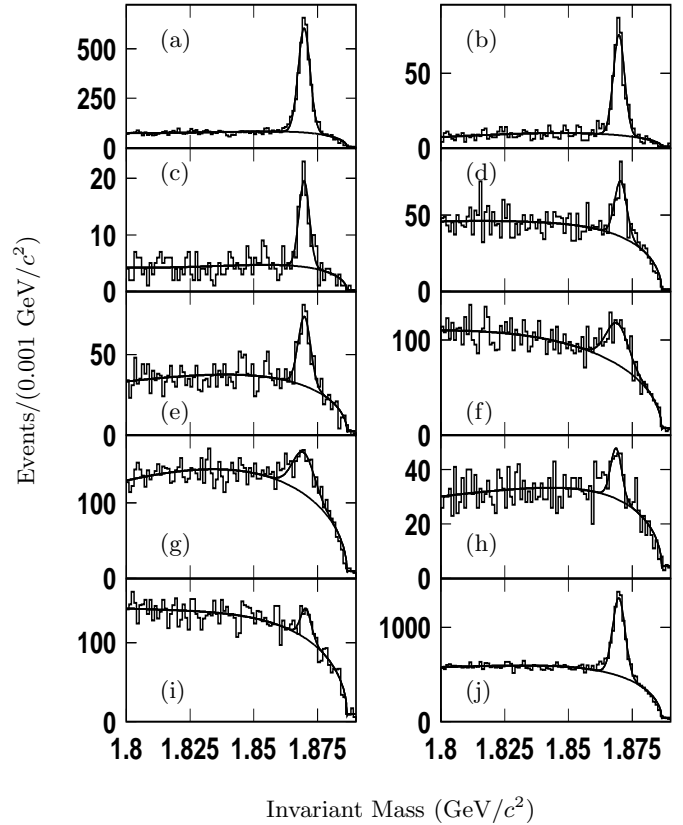 (a)
500
250
0
(b)
50
0
(c)
20
10
0
(d)
50
0
(e)
50
0
(f)
100
0
(g)
100
0
(h)
40
20
0
(i)
100
0
1.8 1.825 1.85 1.875
(j)
1000
0
1.8 1.825 1.85 1.875
Events/(0.001 GeV/c²)
Invariant Mass (GeV/c²)